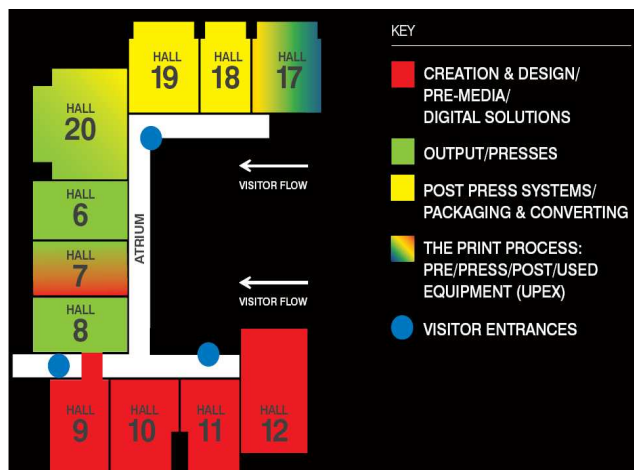 HALL
19
HALL
18
HALL
17
HALL
20
HALL
6
HALL
7
HALL
8
HALL
9
HALL
10
HALL
11
HALL
12
ATRIUM
VISITOR FLOW
VISITOR FLOW
KEY
CREATION & DESIGN/
PRE-MEDIA/
DIGITAL SOLUTIONS
OUTPUT/PRESSES
POST PRESS SYSTEMS/
PACKAGING & CONVERTING
THE PRINT PROCESS:
PRE/PRESS/POST/USED
EQUIPMENT (UPEX)
VISITOR ENTRANCES